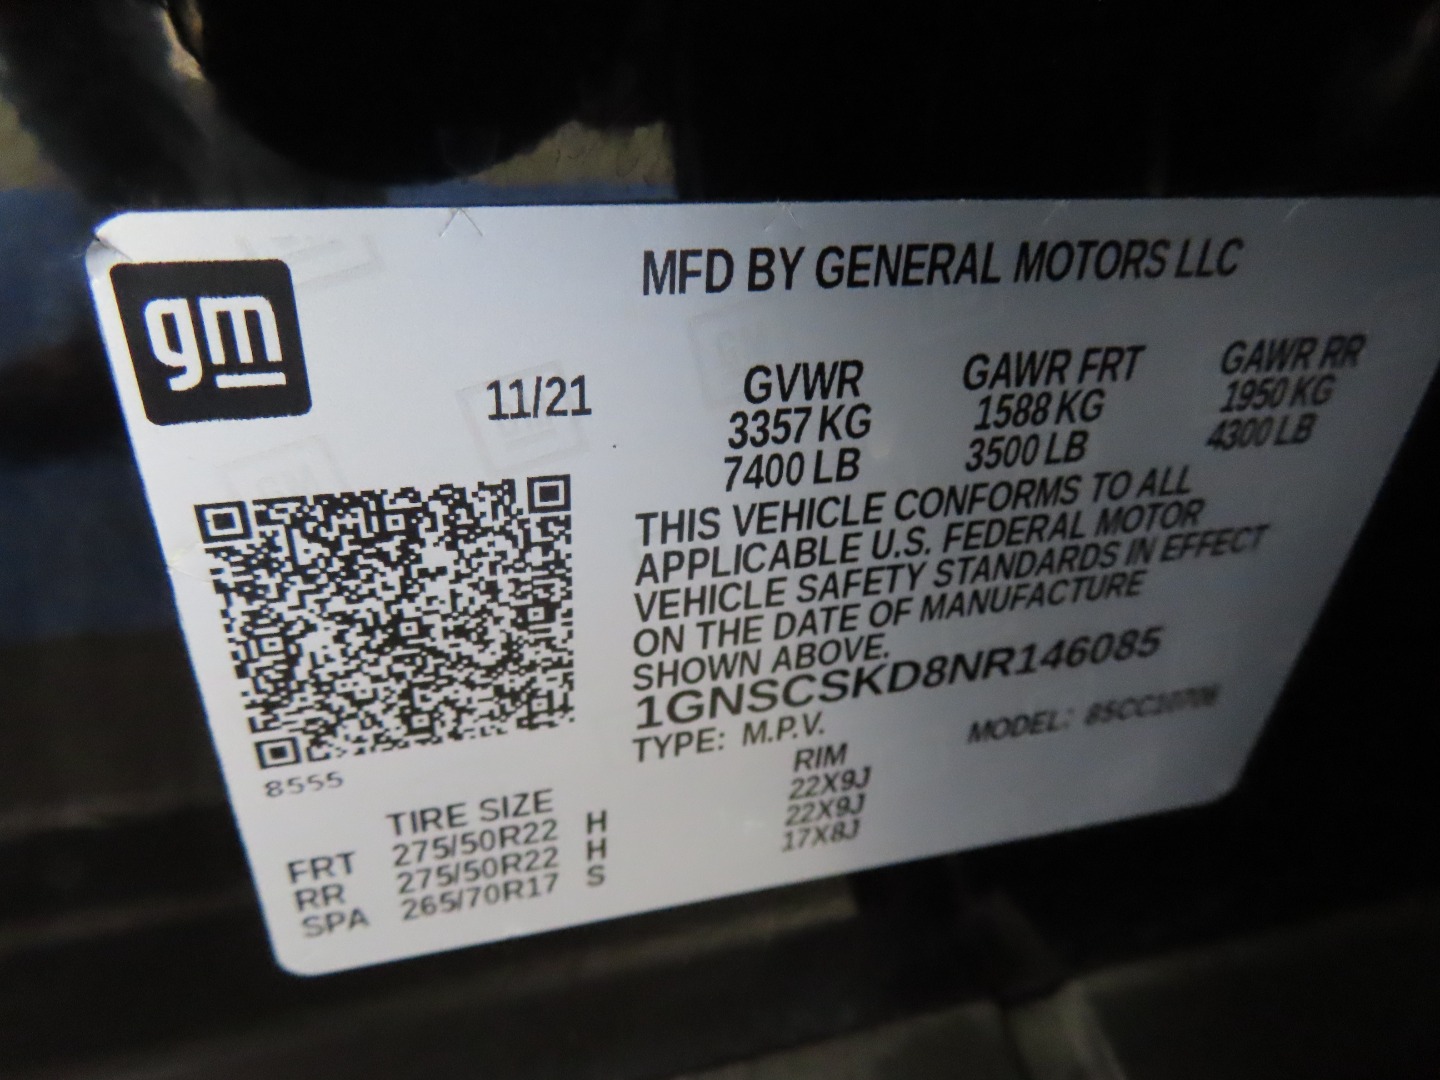 MFD BY GENERAL MOTORS LLC
gm
11/21
GVWR GAWR FRT GAWR RR
3357 KG 1588 KG 1950 KG
7400 LB 3500 LB 4300 LB
THIS VEHICLE CONFORMS TO ALL
APPLICABLE U.S. FEDERAL MOTOR
VEHICLE SAFETY STANDARDS IN EFFECT
ON THE DATE OF MANUFACTURE
SHOWN ABOVE.
1GNSCSKD8NR146085
TYPE: M.P.V. MODEL:
8555
TIRE SIZE RIM
FRT 275/50R22 H 22X9J
RR 275/50R22 H 22X9J
SPA 265/70R17 S 17X8J